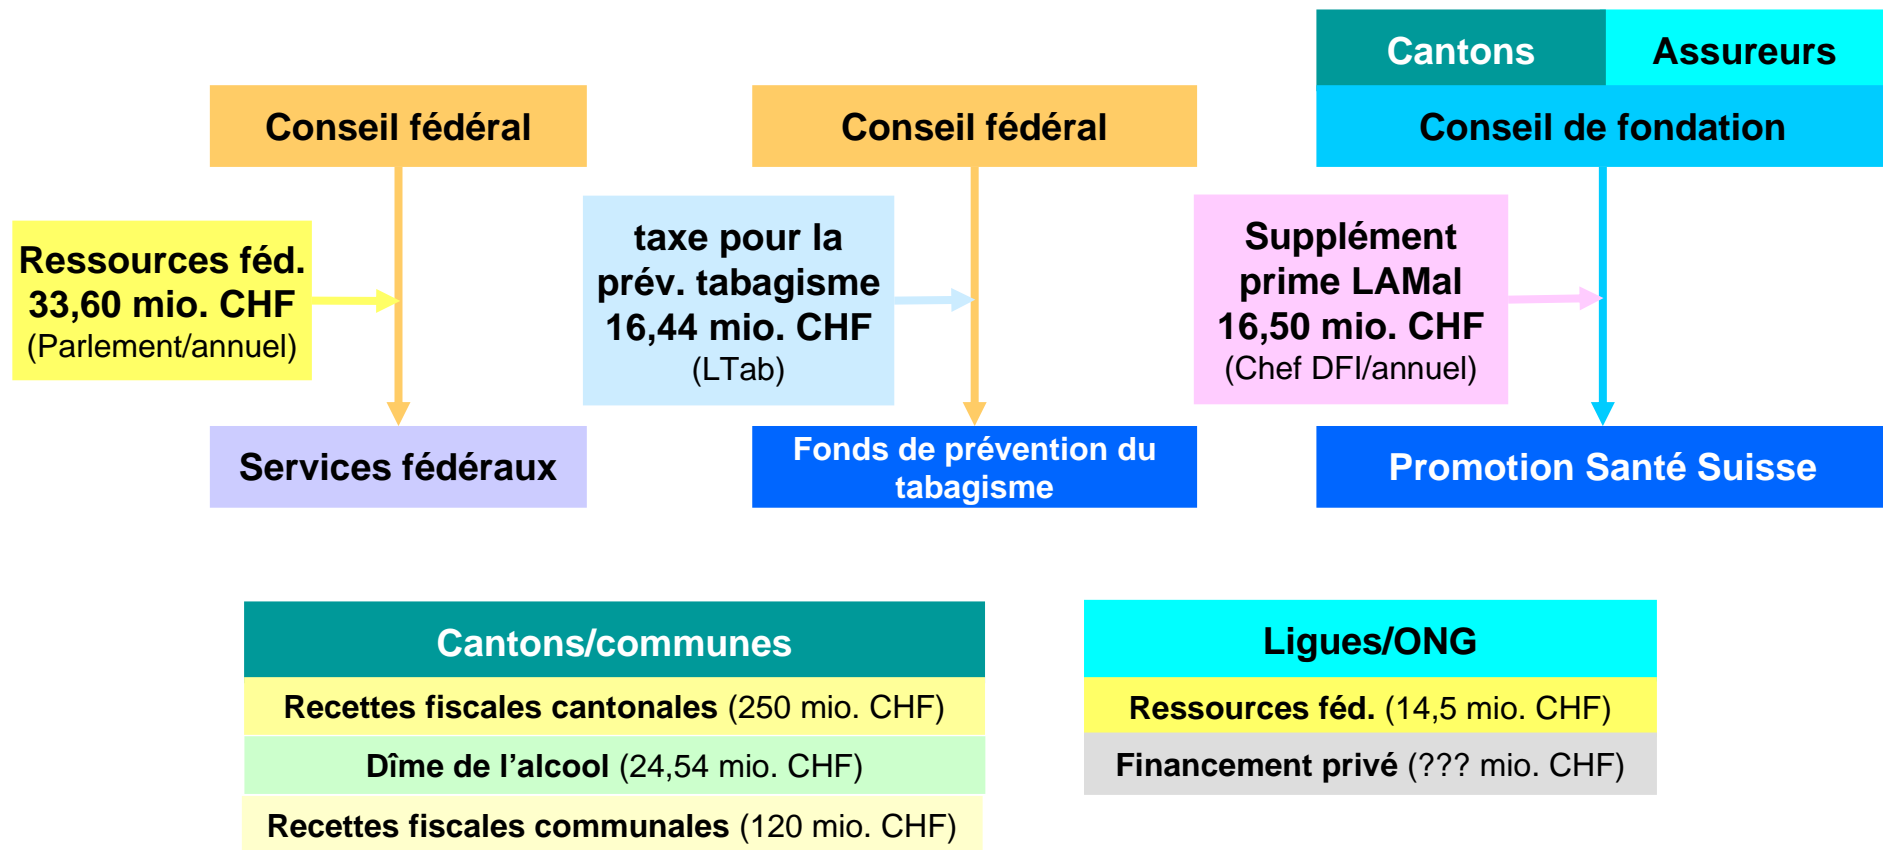 Cantons
Assureurs
Conseil fédéral
Conseil fédéral
Conseil de fondation
Ressources féd.
33,60 mio. CHF
(Parlement/annuel)
taxe pour la
prév. tabagisme
16,44 mio. CHF
(LTab)
Supplément
prime LAMal
16,50 mio. CHF
(Chef DFI/annuel)
Services fédéraux
Fonds de prévention du
tabagisme
Promotion Santé Suisse
Cantons/communes
Recettes fiscales cantonales (250 mio. CHF)
Dîme de l’alcool (24,54 mio. CHF)
Recettes fiscales communales (120 mio. CHF)
Ligues/ONG
Ressources féd. (14,5 mio. CHF)
Financement privé (??? mio. CHF)